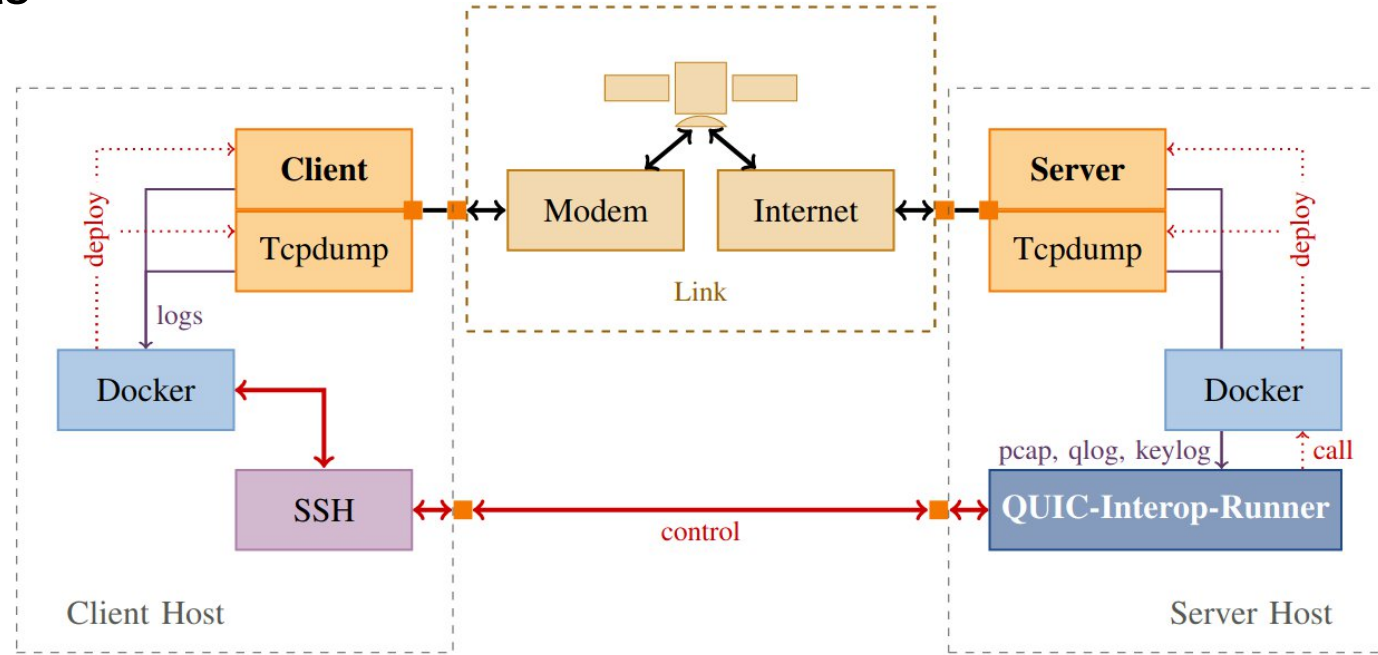 Client
Tcpdump
deploy
logs
Docker
SSH
Client Host
Modem
Internet
Link
control
Server
Tcpdump
deploy
Docker
pcap, qlog, keylog
call
QUIC-Interop-Runner
Server Host